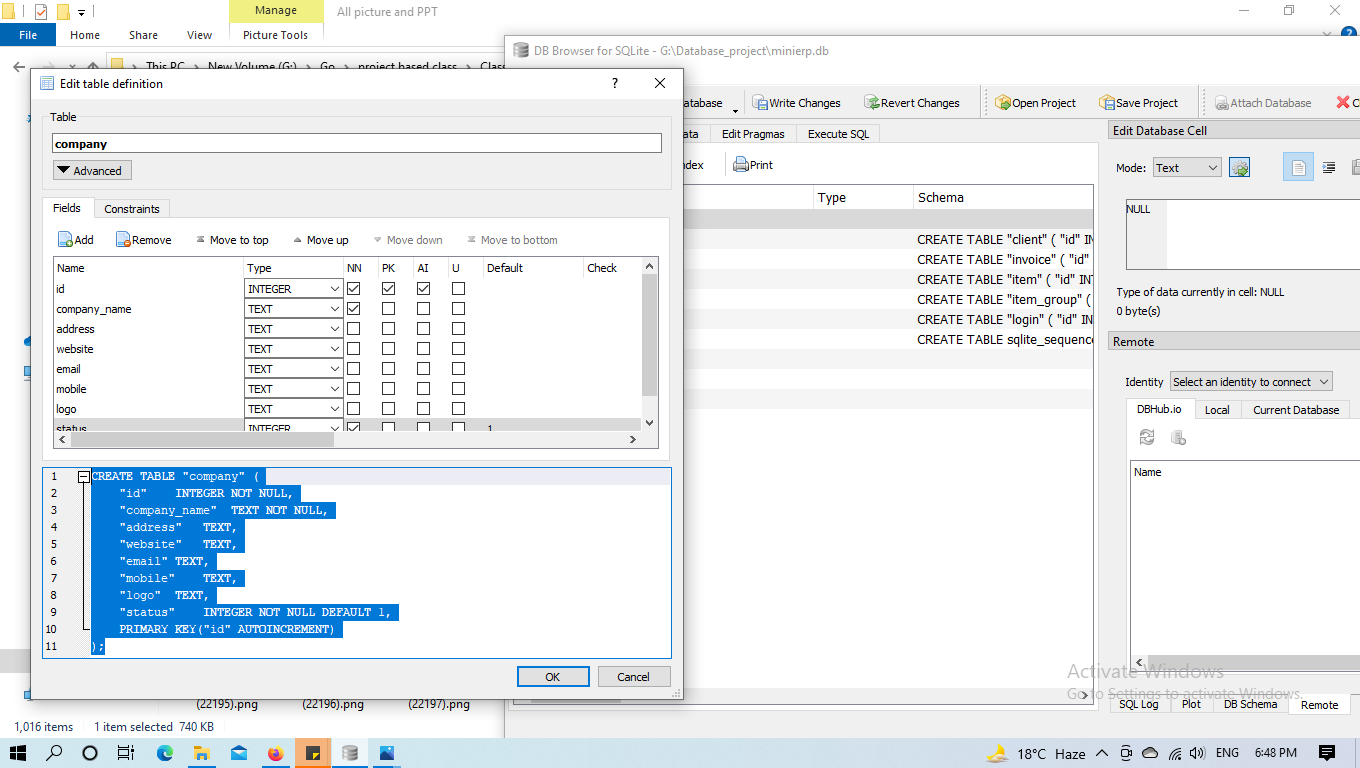 Manage
All picture and PPT
File
Home
Share
View
Picture Tools
?
This PC
New Volume (G:)
Go
project based class
Class
DB Browser for SQLite - G:\Database_project\minierp.db
Edit table definition
?
Write Changes
Revert Changes
Open Project
Save Project
Attach Database
Edit Pragmas
Execute SQL
Edit Database Cell
Print
Mode:
Text
Type
Schema
NULL
CREATE TABLE "client" ( "id" IN
CREATE TABLE "invoice" ( "id"
CREATE TABLE "item" ( "id" INT
CREATE TABLE "item_group" (
CREATE TABLE "login" ( "id" IN
CREATE TABLE sqlite_sequence
Type of data currently in cell: NULL
0 byte(s)
Remote
Identity
Select an identity to connect
DBHub.io
Local
Current Database
Name
Table
company
Advanced
Fields
Constraints
Add
Remove
Move to top
Move up
Move down
Move to bottom
Name Type NN PK AI U Default Check
id INTEGER
company_name TEXT
address TEXT
website TEXT
email TEXT
mobile TEXT
logo TEXT
status INTEGER 1
1 CREATE TABLE "company" (
2 "id" INTEGER NOT NULL,
3 "company_name" TEXT NOT NULL,
4 "address" TEXT,
5 "website" TEXT,
6 "email" TEXT,
7 "mobile" TEXT,
8 "logo" TEXT,
9 "status" INTEGER NOT NULL DEFAULT 1,
10 PRIMARY KEY("id" AUTOINCREMENT)
11 );
OK
Cancel
Activate Windows
Go to Settings to activate Windows.
SQL Log
Plot
DB Schema
Remote
(22195).png
(22196).png
(22197).png
1,016 items
1 item selected 740 KB
18°C Haze
ENG
6:48 PM